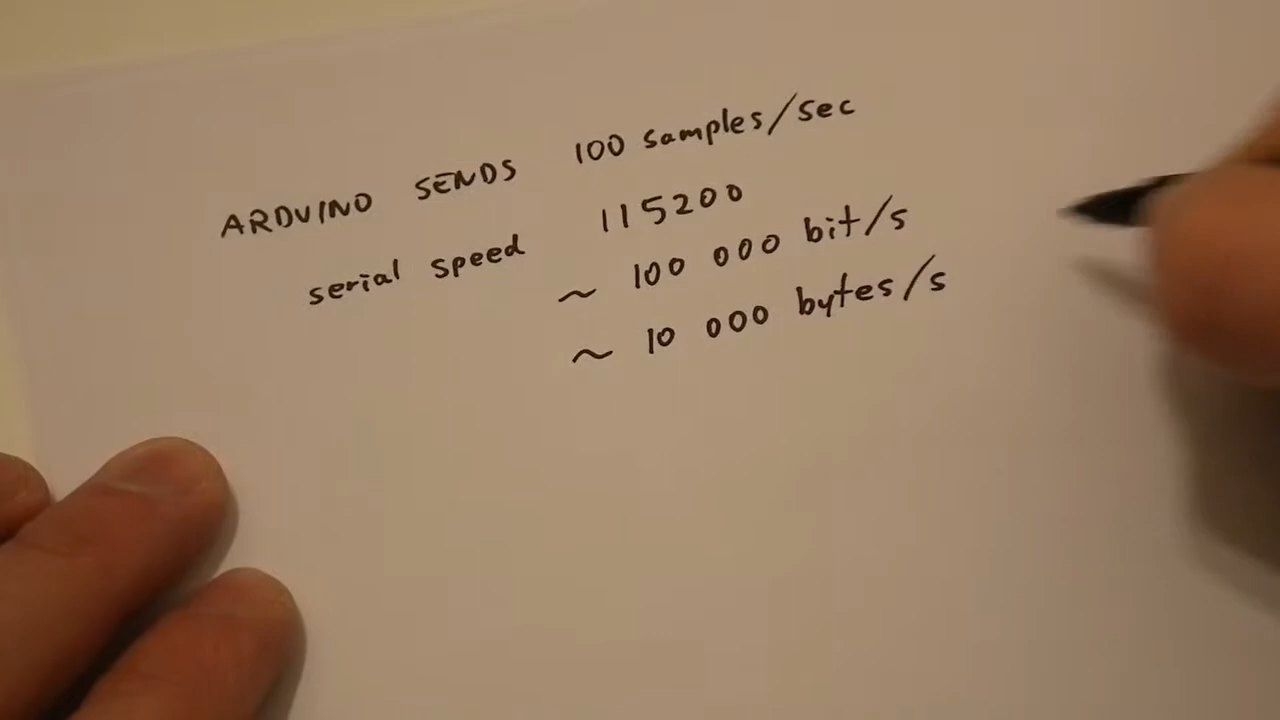 ARDUINO SENDS 100 samples/sec
serial speed 115200
~ 100 000 bit/s
~ 10 000 bytes/s